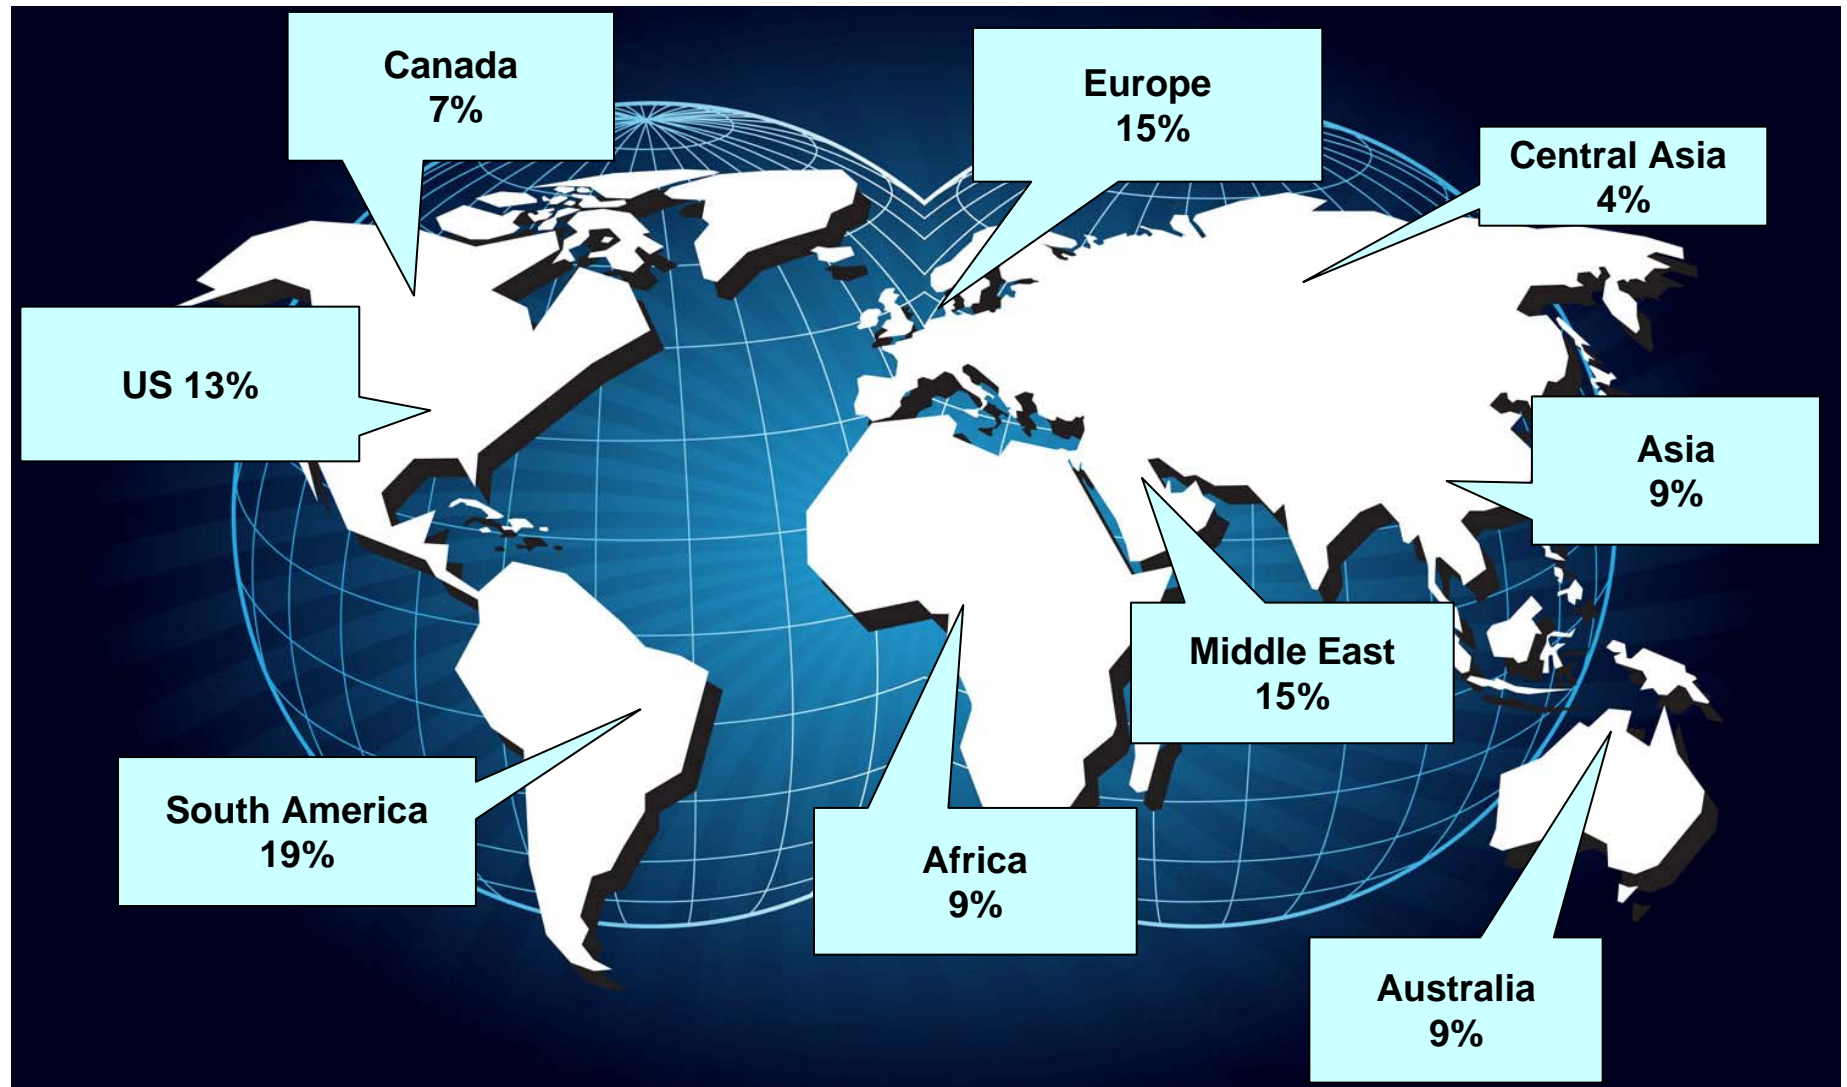 Canada
7%
Europe
15%
Central Asia
4%
US 13%
Asia
9%
Middle East
15%
South America
19%
Africa
9%
Australia
9%